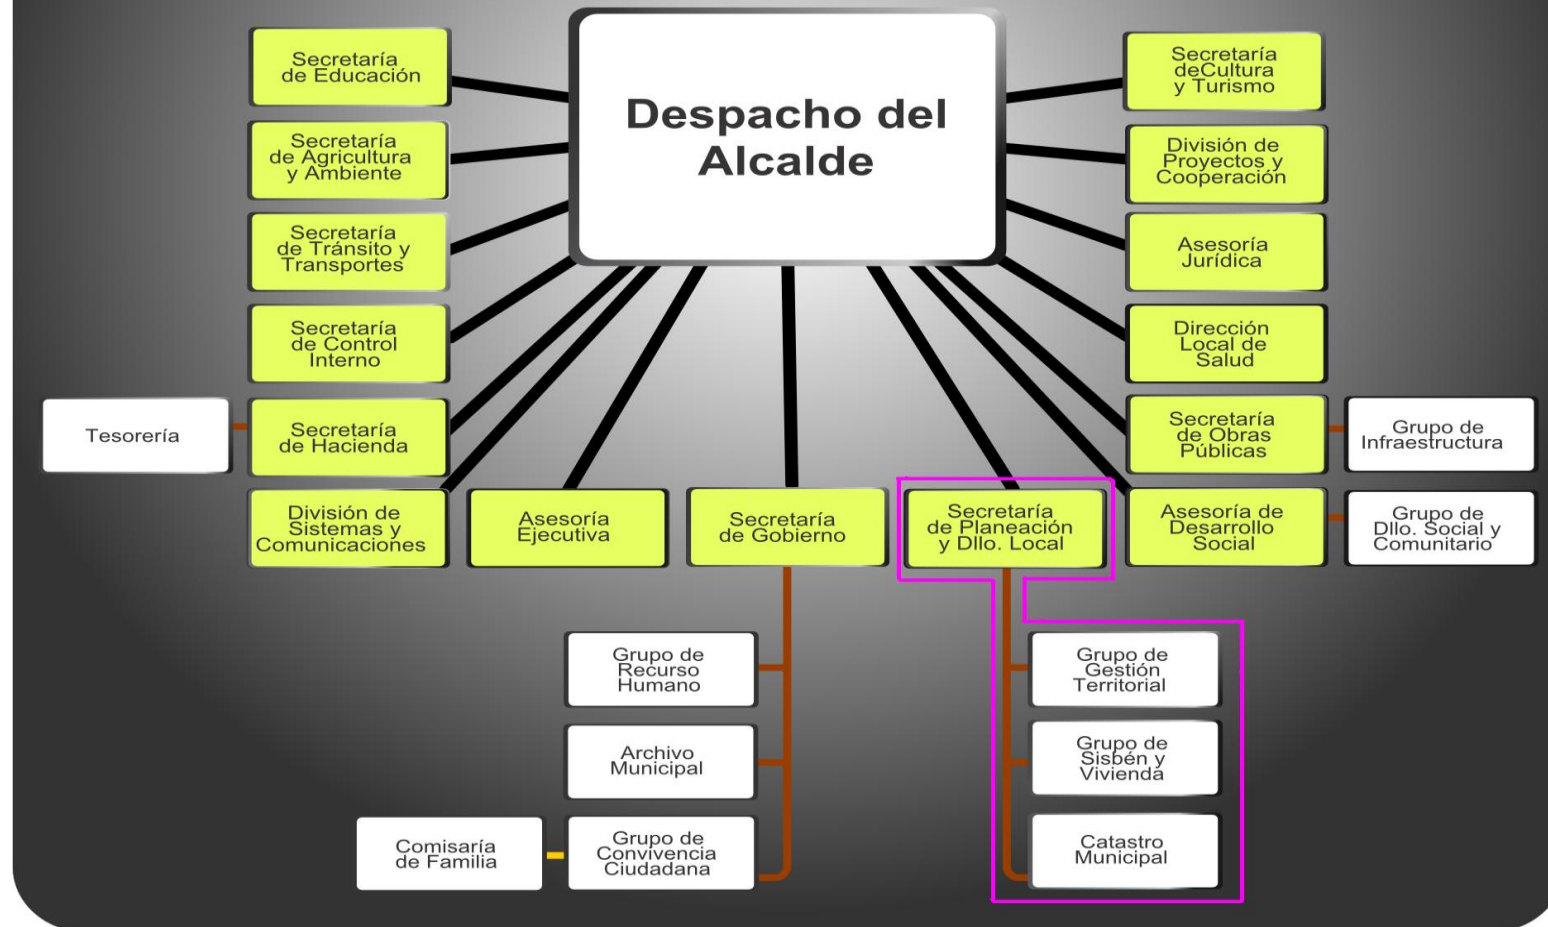 Despacho del
Alcalde
Secretaría
de Educación
Secretaría
de Agricultura
y Ambiente
Secretaría
de Tránsito y
Transportes
Secretaría
de Control
Interno
Tesorería
Secretaría
de Hacienda
División de
Sistemas y
Comunicaciones
Asesoría
Ejecutiva
Secretaría
de Gobierno
Secretaría
de Planeación
y Dllo. Local
Secretaría
deCultura
y Turismo
División de
Proyectos y
Cooperación
Asesoría
Jurídica
Dirección
Local de
Salud
Secretaría
de Obras
Públicas
Grupo de
Infraestructura
Asesoría de
Desarrollo
Social
Grupo de
Dllo. Social y
Comunitario
Grupo de
Recurso
Humano
Archivo
Municipal
Comisaría
de Familia
Grupo de
Convivencia
Ciudadana
Grupo de
Gestión
Territorial
Grupo de
Sisbén y
Vivienda
Catastro
Municipal